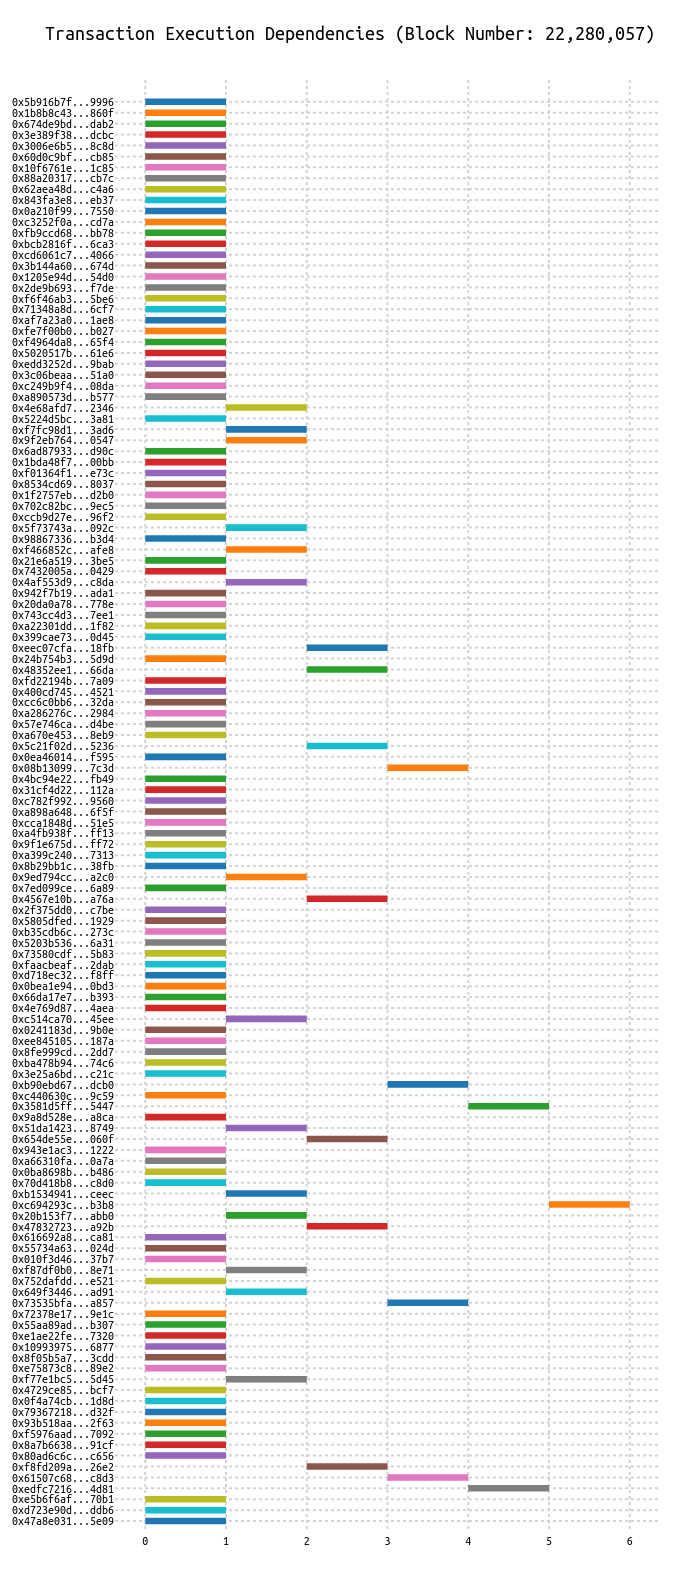 Transaction Execution Dependencies (Block Number: 22,280,057)
0x5b916b7f...9996
0x1b8b8c43...860f
0x674de9bd...dab2
0x3e389f38...dcbc
0x3006e6b5...8c8d
0x60d0c9bf...cb85
0x10f6761e...1c85
0x88a20317...cb7c
0x62aea48d...c4a6
0x843fa3e8...eb37
0x0a210f99...7550
0xc3252f0a...cd7a
0xfb9ccd68...bb78
0xbcb2816f...6ca3
0xcd6061c7...4066
0x3b144a60...674d
0x1205e94d...54d0
0x2de9b693...f7de
0xf6f46ab3...5be6
0x71348a8d...6cf7
0xaf7a23a0...1ae8
0xfe7f00b0...b027
0xf4964da8...65f4
0x5020517b...61e6
0xedd3252d...9bab
0x3c06beaa...51a0
0xc249b9f4...08da
0xa890573d...b577
0x4e68afd7...2346
0x5224d5bc...3a81
0xf7fc98d1...3ad6
0x9f2eb764...0547
0x6ad87933...d90c
0x1bda48f7...00bb
0xf01364f1...e73c
0x8534cd69...8037
0x1f2757eb...d2b0
0x702c82bc...9ec5
0xccb9d27e...96f2
0x5f73743a...092c
0x98867336...b3d4
0xf466852c...afe8
0x21e6a519...3be5
0x7432005a...0429
0x4af553d9...c8da
0x942f7b19...ada1
0x20da0a78...778e
0x743cc4d3...7ee1
0xa22301dd...1f82
0x399cae73...0d45
0xeec07cfa...18fb
0x24b754b3...5d9d
0x48352ee1...66da
0xfd22194b...7a09
0x400cd745...4521
0xcc6c0bb6...32da
0xa286276c...2984
0x57e746ca...d4be
0xa670e453...8eb9
0x5c21f02d...5236
0x0ea46014...f595
0x08b13099...7c3d
0x4bc94e22...fb49
0x31cf4d22...112a
0xc782f992...9560
0xa898a648...6f5f
0xcca1848d...51e5
0xa4fb938f...ff13
0x9f1e675d...ff72
0xa399c240...7313
0x8b29bb1c...38fb
0x9ed794cc...a2c0
0x7ed099ce...6a89
0x4567e10b...a76a
0x2f375dd0...c7be
0x5805dfed...1929
0xb35cdb6c...273c
0x5203b536...6a31
0x73580cdf...5b83
0xfaacbeaf...2dab
0xd718ec32...f8ff
0x0bea1e94...0bd3
0x66da17e7...b393
0x4e769d87...4aea
0xc514ca70...45ee
0x0241183d...9b0e
0xee845105...187a
0x8fe999cd...2dd7
0xba478b94...74c6
0x3e25a6bd...c21c
0xb90ebd67...dcb0
0xc440630c...9c59
0x3581d5ff...5447
0x9a8d528e...a8ca
0x51da1423...8749
0x654de55e...060f
0x943e1ac3...1222
0xa66310fa...0a7a
0x0ba8698b...b486
0x70d418b8...c8d0
0xb1534941...ceec
0xc694293c...b3b8
0x20b153f7...abb0
0x47832723...a92b
0x616692a8...ca81
0x55734a63...024d
0x010f3d46...37b7
0xf87df0b0...8e71
0x752dafdd...e521
0x649f3446...ad91
0x73535bfa...a857
0x72378e17...9e1c
0x55aa89ad...b307
0xe1ae22fe...7320
0x10993975...6877
0x8f05b5a7...3cdd
0xe75873c8...89e2
0xf77e1bc5...5d45
0x4729ce85...bcf7
0x0f4a74cb...1d8d
0x79367218...d32f
0x93b518aa...2f63
0xf5976aad...7092
0x8a7b6638...91cf
0x80ad6c6c...c656
0xf8fd209a...26e2
0x61507c68...c8d3
0xedfc7216...4d81
0xe5b6f6af...70b1
0xd723e90d...ddb6
0x47a8e031...5e09
0 1 2 3 4 5 6